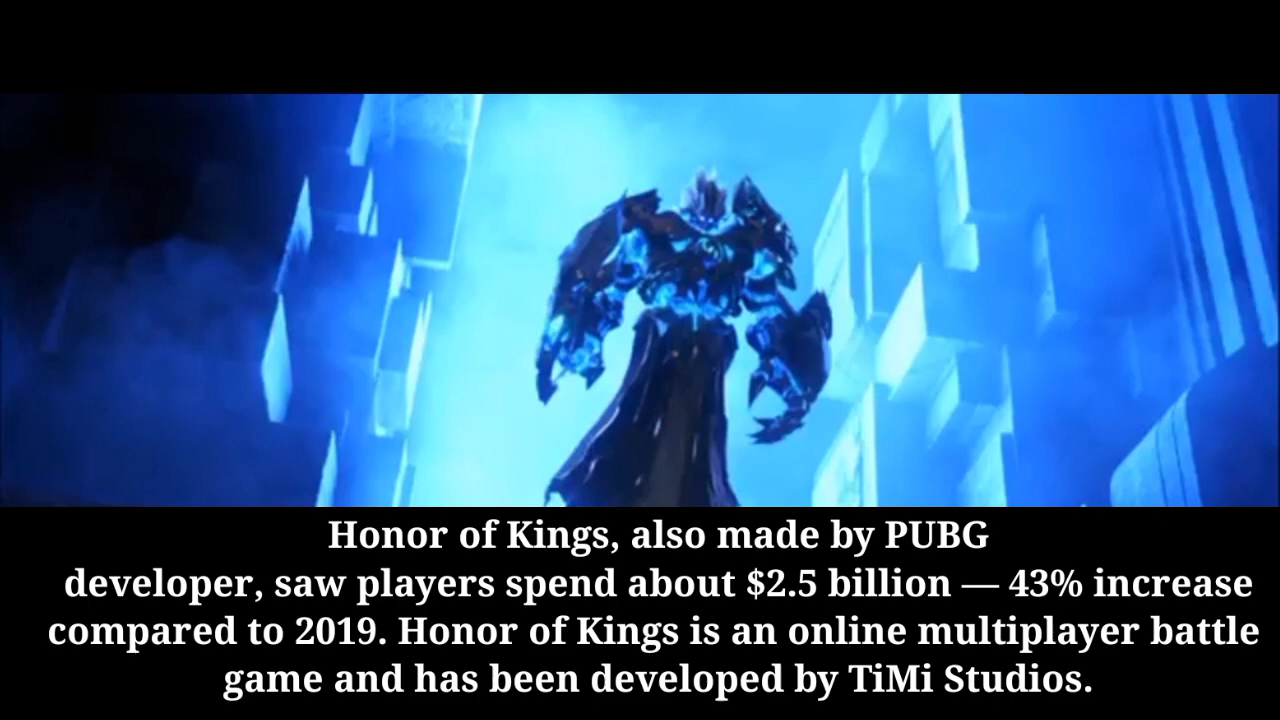 Honor of Kings, also made by PUBG
developer, saw players spend about $2.5 billion — 43% increase
compared to 2019. Honor of Kings is an online multiplayer battle
game and has been developed by TiMi Studios.